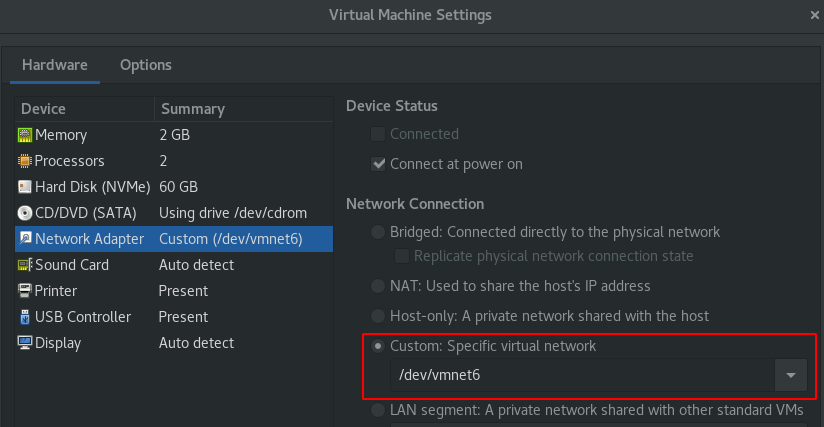 Virtual Machine Settings
Hardware Options
Device Summary
Memory 2 GB
Processors 2
Hard Disk (NVMe) 60 GB
CD/DVD (SATA) Using drive /dev/cdrom
Network Adapter Custom (/dev/vmnet6)
Sound Card Auto detect
Printer Present
USB Controller Present
Display Auto detect
Device Status
Connected
Connect at power on
Network Connection
Bridged: Connected directly to the physical network
Replicate physical network connection state
NAT: Used to share the host's IP address
Host-only: A private network shared with the host
Custom: Specific virtual network
/dev/vmnet6
LAN segment: A private network shared with other standard VMs